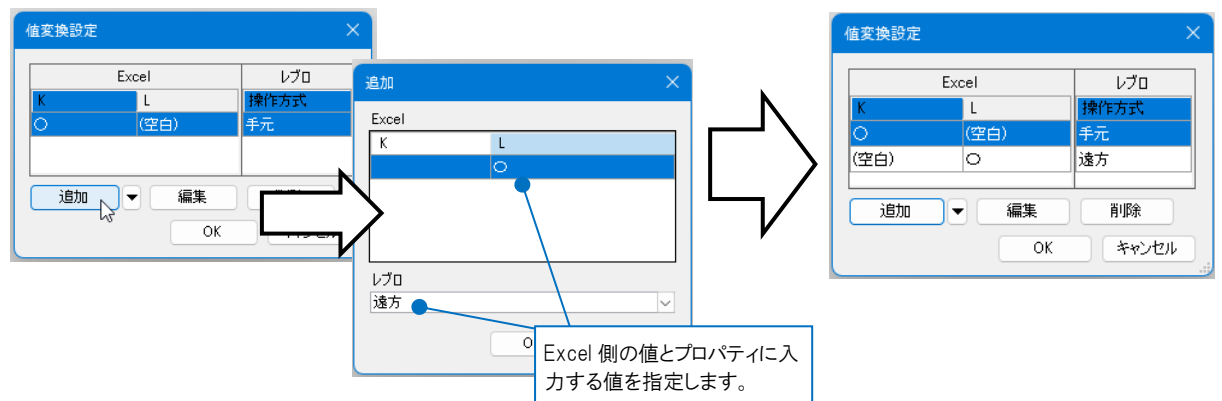 値変換設定
Excel
レブロ
K
L
操作方式
○
(空白)
手元
追加
編集
OK
追加
Excel
K
L
○
レブロ
遠方
Excel 側の値とプロパティに入
力する値を指定します。
値変換設定
Excel
レブロ
K
L
操作方式
○
(空白)
手元
(空白)
○
遠方
追加
編集
削除
OK
キャンセル